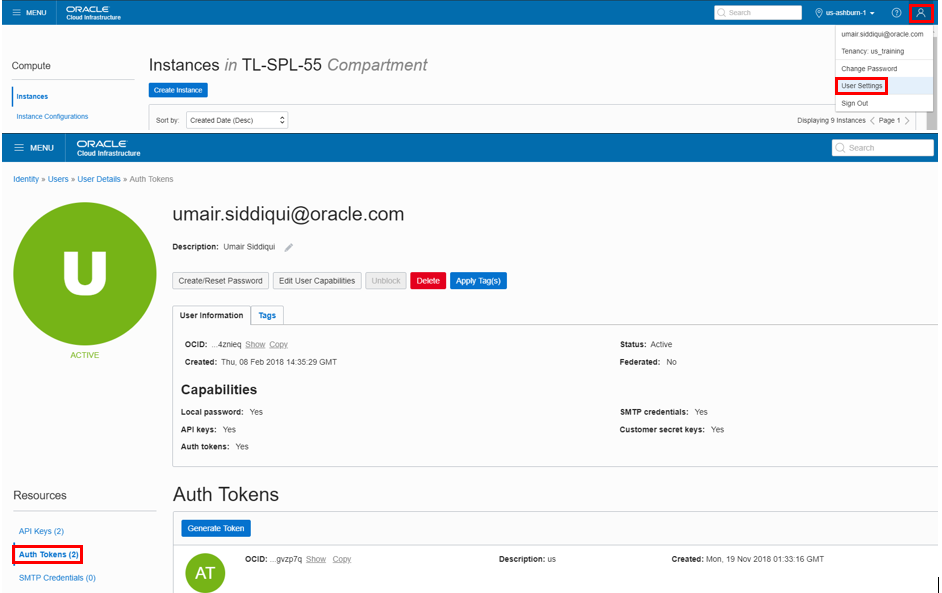 MENU
ORACLE
Cloud Infrastructure
Search
us-ashburn-1
umair.siddiqui@oracle.com
Tenancy: us_training
Change Password
User Settings
Sign Out
Compute
Instances
Instance Configurations
Instances in TL-SPL-55 Compartment
Create Instance
Sort by: Created Date (Desc)
Displaying 9 Instances < Page 1 >
MENU
ORACLE
Cloud Infrastructure
Search
Identity » Users » User Details » Auth Tokens
U
ACTIVE
umair.siddiqui@oracle.com
Description: Umair Siddiqui
Create/Reset Password Edit User Capabilities Unblock Delete Apply Tag(s)
User Information Tags
OCID: ...4znieq Show Copy
Status: Active
Created: Thu, 08 Feb 2018 14:35:29 GMT
Federated: No
Capabilities
Local password: Yes
SMTP credentials: Yes
API keys: Yes
Customer secret keys: Yes
Auth tokens: Yes
Resources
API Keys (2)
Auth Tokens (2)
SMTP Credentials (0)
Auth Tokens
Generate Token
AT
OCID: ...gvzp7q Show Copy
Description: us
Created: Mon, 19 Nov 2018 01:33:16 GMT